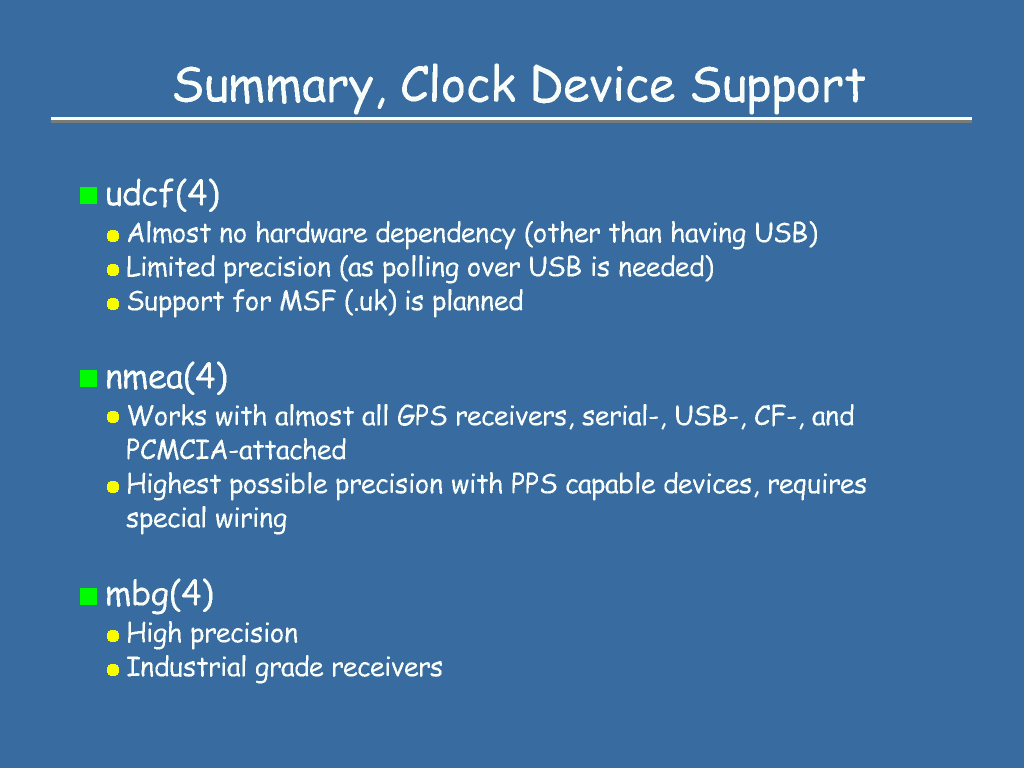 Summary, Clock Device Support
udcf(4)
Almost no hardware dependency (other than having USB)
Limited precision (as polling over USB is needed)
Support for MSF (.uk) is planned
nmea(4)
Works with almost all GPS receivers, serial-, USB-, CF-, and
PCMCIA-attached
Highest possible precision with PPS capable devices, requires
special wiring
mbg(4)
High precision
Industrial grade receivers